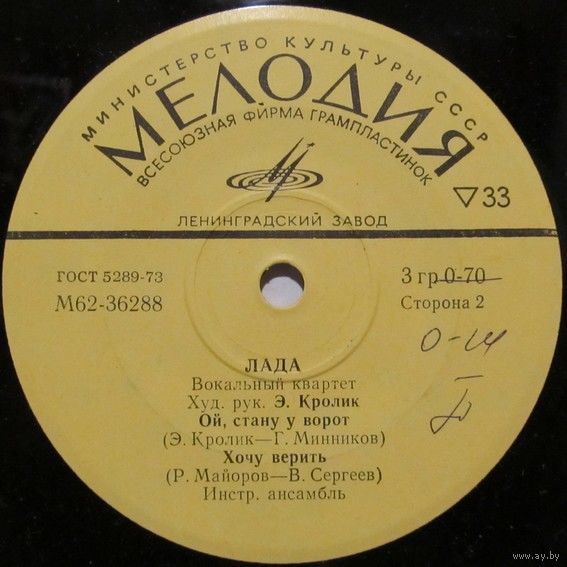 МИНИСТЕРСТВО КУЛЬТУРЫ СССР
МЕЛОДИЯ
ВСЕСОЮЗНАЯ ФИРМА ГРАМПЛАСТИНОК
▽33
ЛЕНИНГРАДСКИЙ ЗАВОД
ГОСТ 5289-73
М62-36288
3 гр 0-70
Сторона 2
0-14
ЛАДА
Вокальный квартет
Худ. рук. Э. Кролик
Ой, стану у ворот
(Э. Кролик—Г. Минников)
Хочу верить
(Р. Майоров—В. Сергеев)
Инстр. ансамбль
www.ay.by